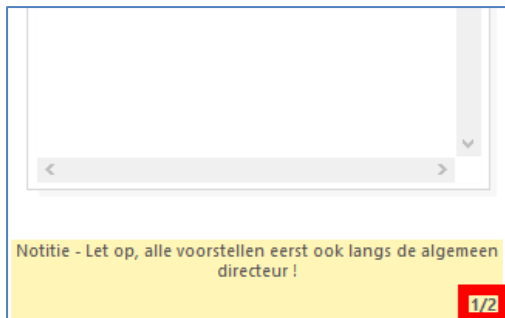 Notitie - Let op, alle voorstellen eerst ook langs de algemeen
directeur !
1/2